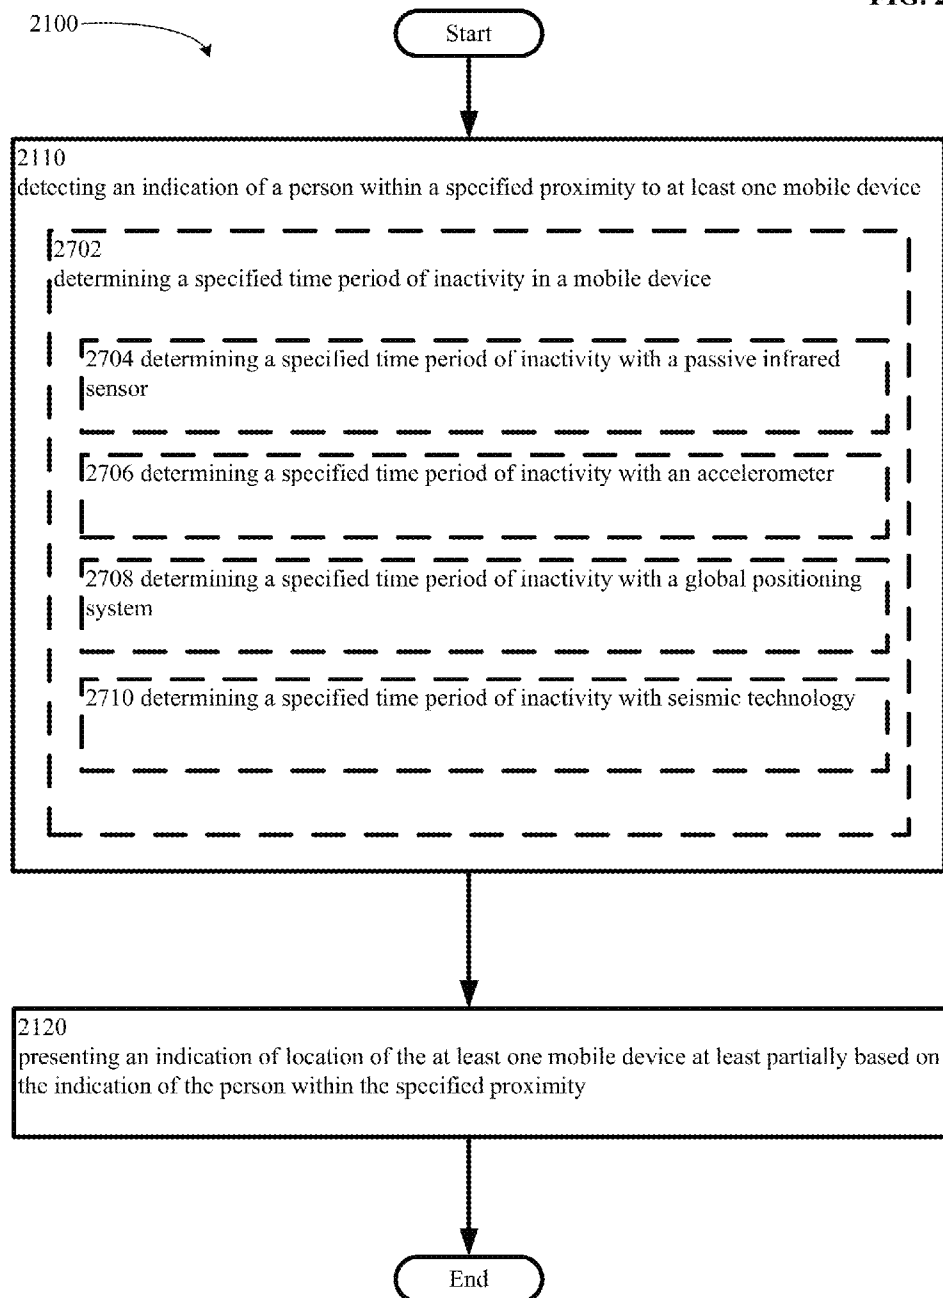 FIG. 2
2100
Start
2110
detecting an indication of a person within a specified proximity to at least one mobile device
2702
determining a specified time period of inactivity in a mobile device
2704 determining a specified time period of inactivity with a passive infrared
sensor
2706 determining a specified time period of inactivity with an accelerometer
2708 determining a specified time period of inactivity with a global positioning
system
2710 determining a specified time period of inactivity with seismic technology
2120
presenting an indication of location of the at least one mobile device at least partially based on
the indication of the person within the specified proximity
End